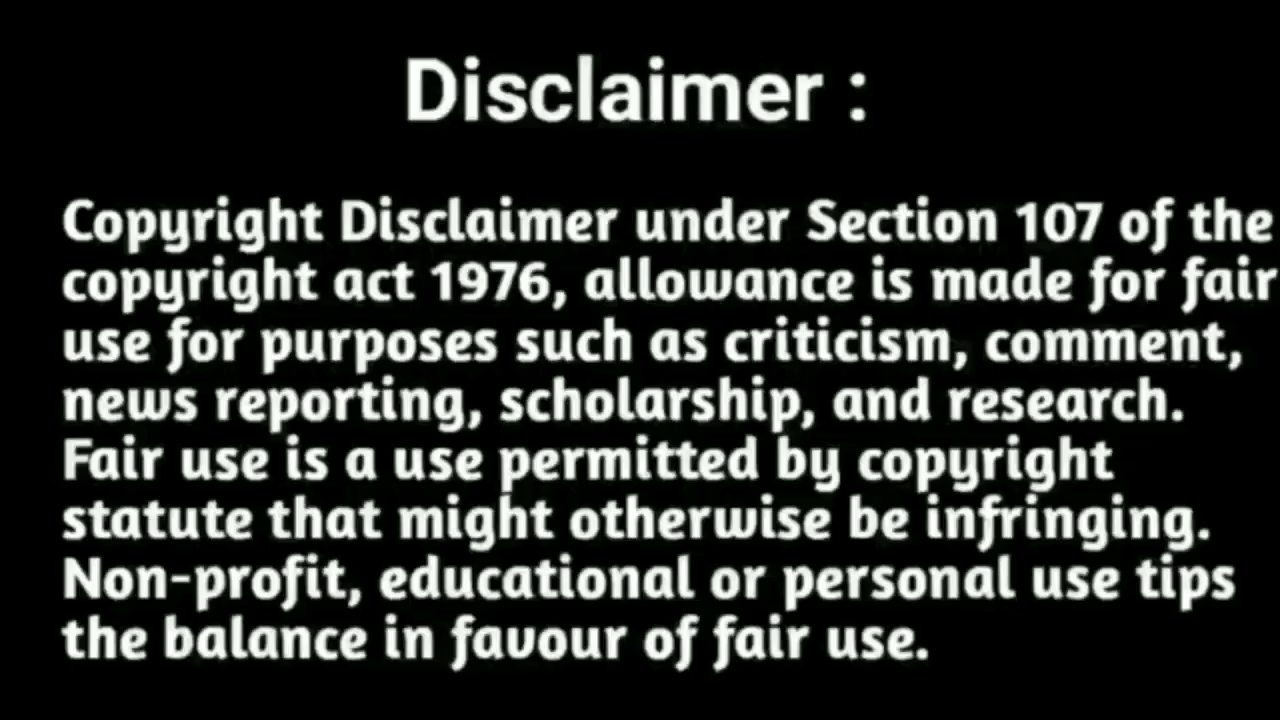 Disclaimer :
Copyright Disclaimer under Section 107 of the
copyright act 1976, allowance is made for fair
use for purposes such as criticism, comment,
news reporting, scholarship, and research.
Fair use is a use permitted by copyright
statute that might otherwise be infringing.
Non-profit, educational or personal use tips
the balance in favour of fair use.